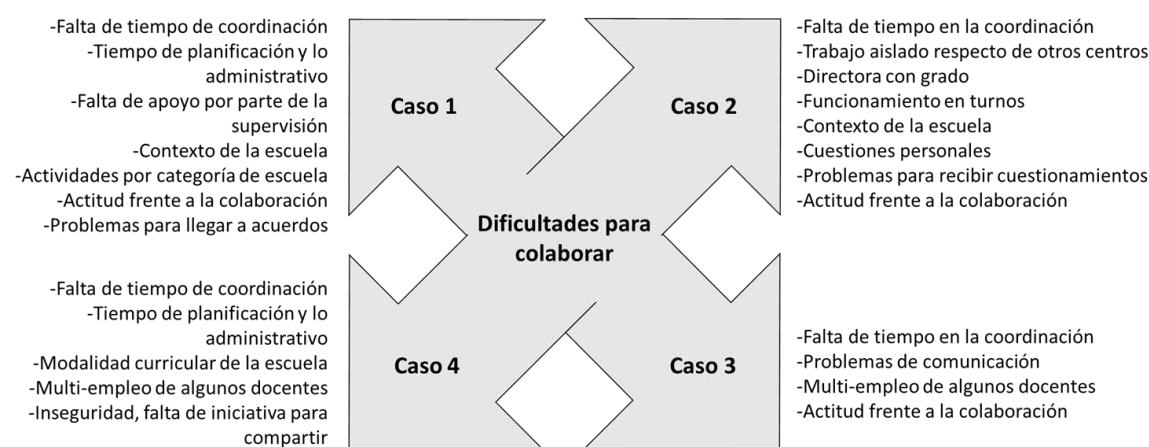 -Falta de tiempo de coordinación
-Tiempo de planificación y lo
administrativo
-Falta de apoyo por parte de la
supervisión
-Contexto de la escuela
-Actividades por categoría de escuela
-Actitud frente a la colaboración
-Problemas para llegar a acuerdos
Caso 1
Caso 2
-Falta de tiempo en la coordinación
-Trabajo aislado respecto de otros centros
-Directora con grado
-Funcionamiento en turnos
-Contexto de la escuela
-Cuestiones personales
-Problemas para recibir cuestionamientos
-Actitud frente a la colaboración
Dificultades para
colaborar
-Falta de tiempo de coordinación
-Tiempo de planificación y lo
administrativo
-Modalidad curricular de la escuela
-Multi-empleo de algunos docentes
-Inseguridad, falta de iniciativa para
compartir
Caso 4
Caso 3
-Falta de tiempo en la coordinación
-Problemas de comunicación
-Multi-empleo de algunos docentes
-Actitud frente a la colaboración